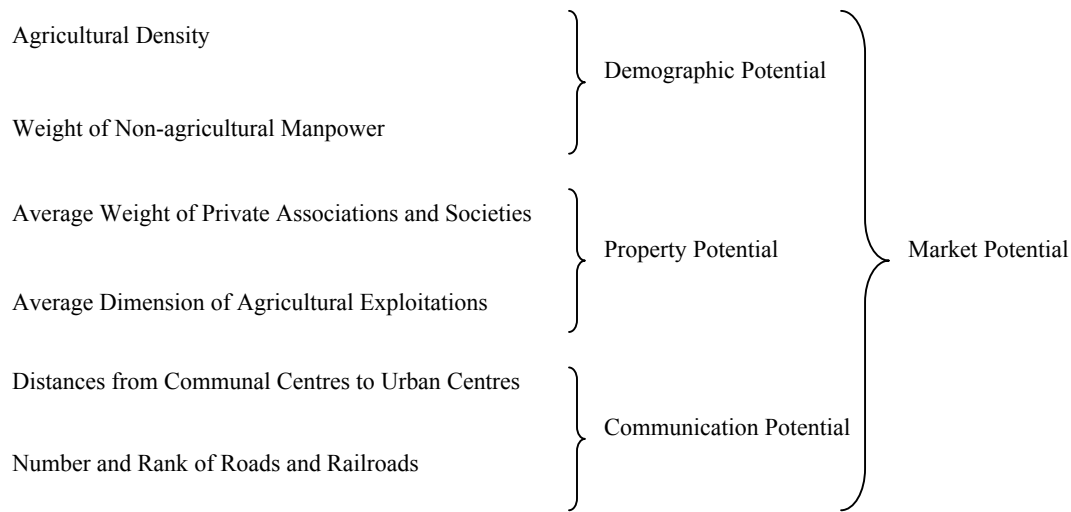 Agricultural Density
Demographic Potential
Weight of Non-agricultural Manpower
Average Weight of Private Associations and Societies
Property Potential
Market Potential
Average Dimension of Agricultural Exploitations
Distances from Communal Centres to Urban Centres
Communication Potential
Number and Rank of Roads and Railroads